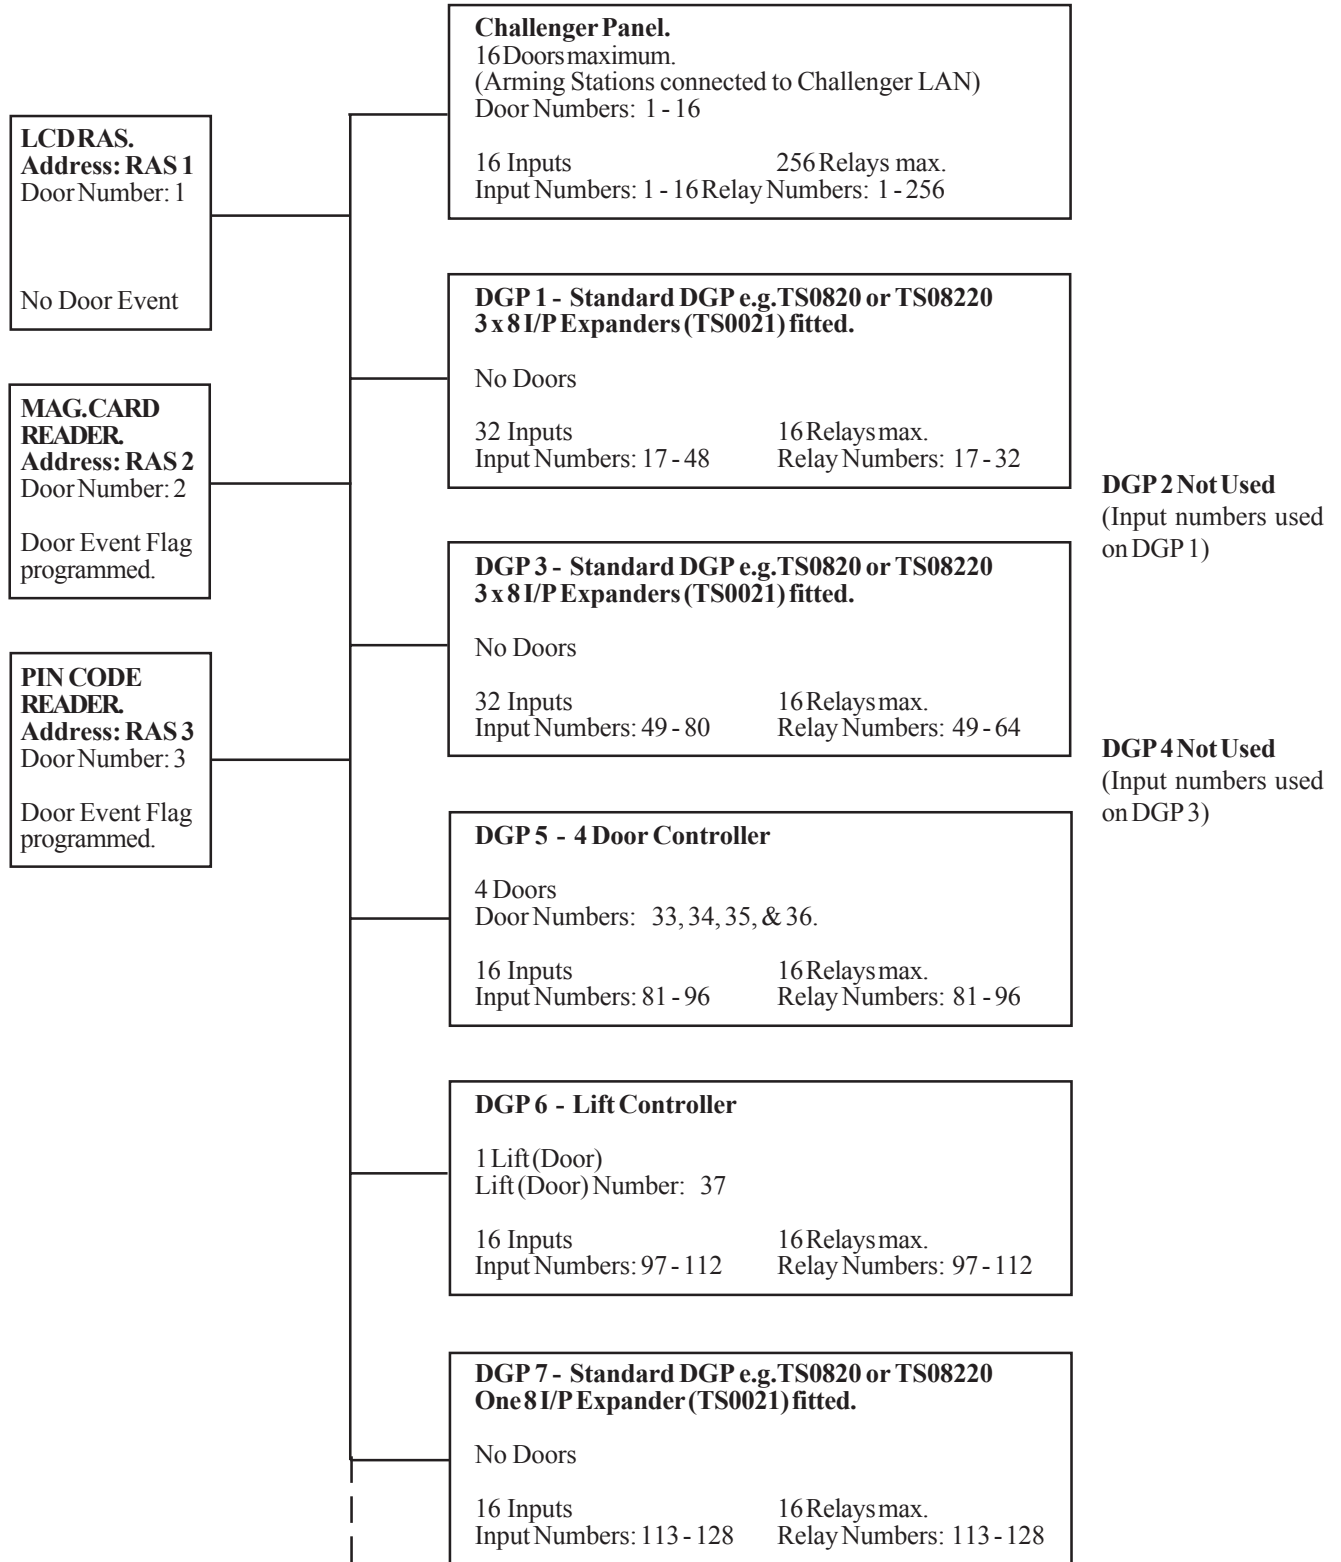 LCD RAS.
Address: RAS 1
Door Number: 1
No Door Event
MAG. CARD
READER.
Address: RAS 2
Door Number: 2
Door Event Flag
programmed.
PIN CODE
READER.
Address: RAS 3
Door Number: 3
Door Event Flag
programmed.
Challenger Panel.
16 Doors maximum.
(Arming Stations connected to Challenger LAN)
Door Numbers: 1 - 16
16 Inputs 256 Relays max.
Input Numbers: 1 - 16 Relay Numbers: 1 - 256
DGP 1 - Standard DGP e.g. TS0820 or TS08220
3 x 8 I/P Expanders (TS0021) fitted.
No Doors
32 Inputs 16 Relays max.
Input Numbers: 17 - 48 Relay Numbers: 17 - 32
DGP 2 Not Used
(Input numbers used
on DGP 1)
DGP 3 - Standard DGP e.g. TS0820 or TS08220
3 x 8 I/P Expanders (TS0021) fitted.
No Doors
32 Inputs 16 Relays max.
Input Numbers: 49 - 80 Relay Numbers: 49 - 64
DGP 4 Not Used
(Input numbers used
on DGP 3)
DGP 5 - 4 Door Controller
4 Doors
Door Numbers: 33, 34, 35, & 36.
16 Inputs 16 Relays max.
Input Numbers: 81 - 96 Relay Numbers: 81 - 96
DGP 6 - Lift Controller
1 Lift (Door)
Lift (Door) Number: 37
16 Inputs 16 Relays max.
Input Numbers: 97 - 112 Relay Numbers: 97 - 112
DGP 7 - Standard DGP e.g. TS0820 or TS08220
One 8 I/P Expander (TS0021) fitted.
No Doors
16 Inputs 16 Relays max.
Input Numbers: 113 - 128 Relay Numbers: 113 - 128